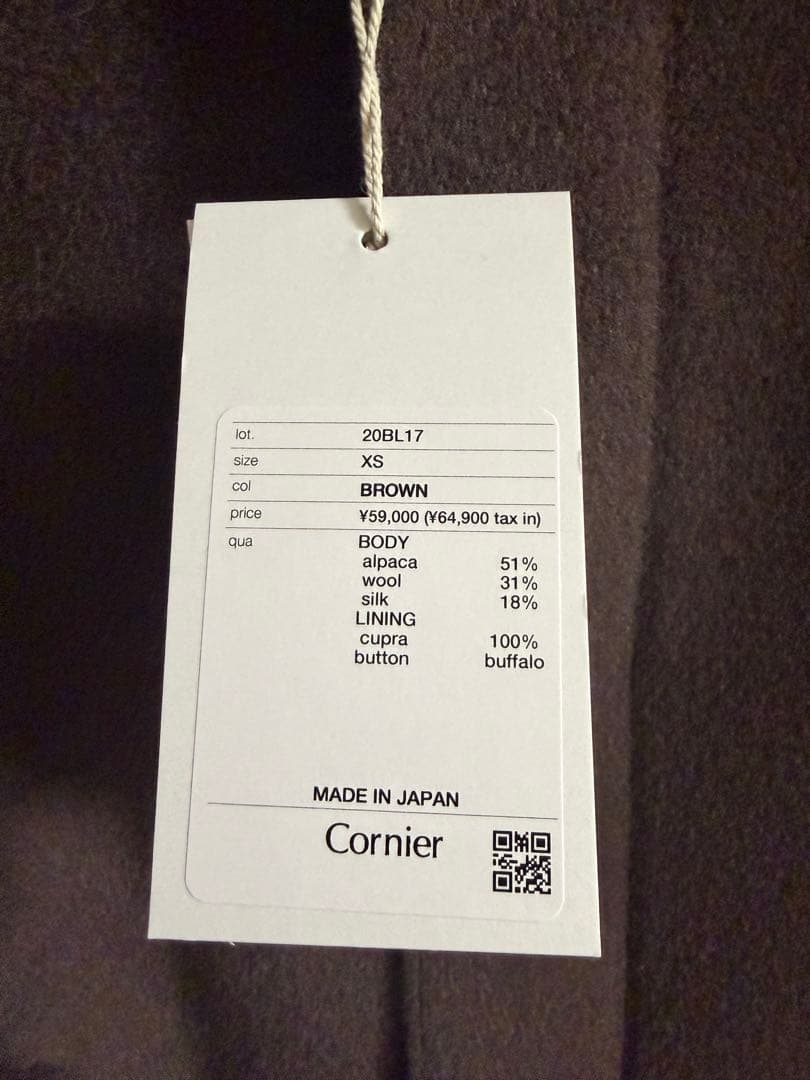 lot. 20BL17
size XS
col BROWN
price ¥59,000 (¥64,900 tax in)
qua BODY
alpaca 51%
wool 31%
silk 18%
LINING
cupra 100%
button buffalo
MADE IN JAPAN
Cornier